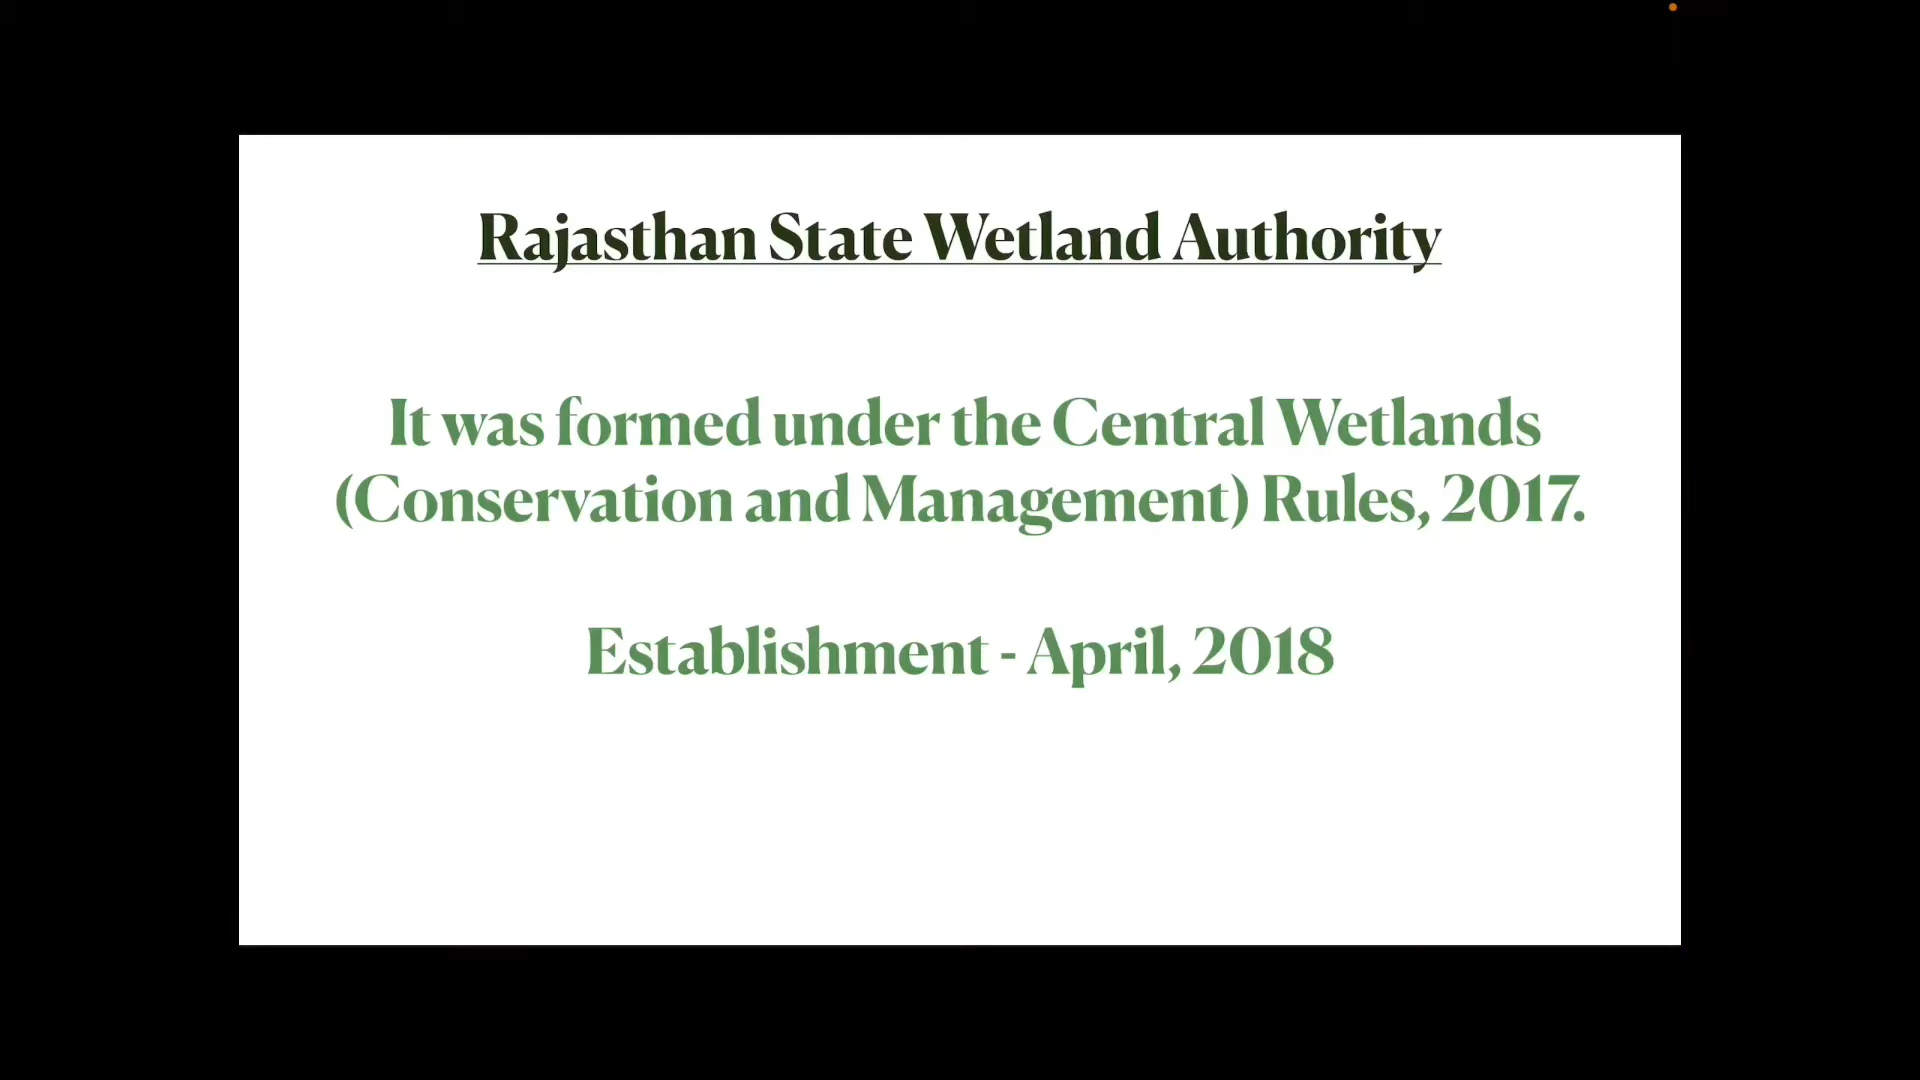 Rajasthan State Wetland Authority
It was formed under the Central Wetlands
(Conservation and Management) Rules, 2017.
Establishment - April, 2018